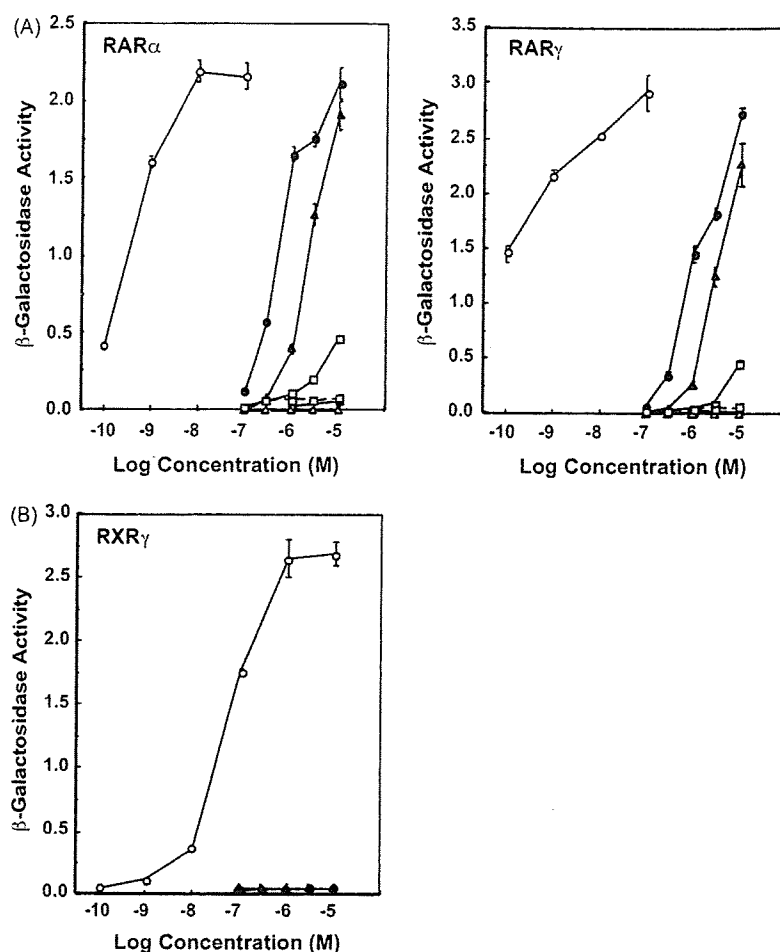 (A)
RARα
β-Galactosidase Activity
2.5
2.0
1.5
1.0
0.5
0.0
-10 -9 -8 -7 -6 -5
Log Concentration (M)
RARγ
β-Galactosidase Activity
3.5
3.0
2.5
2.0
1.5
1.0
0.5
0.0
-10 -9 -8 -7 -6 -5
Log Concentration (M)
(B)
RXRγ
β-Galactosidase Activity
3.0
2.5
2.0
1.5
1.0
0.5
0.0
-10 -9 -8 -7 -6 -5
Log Concentration (M)